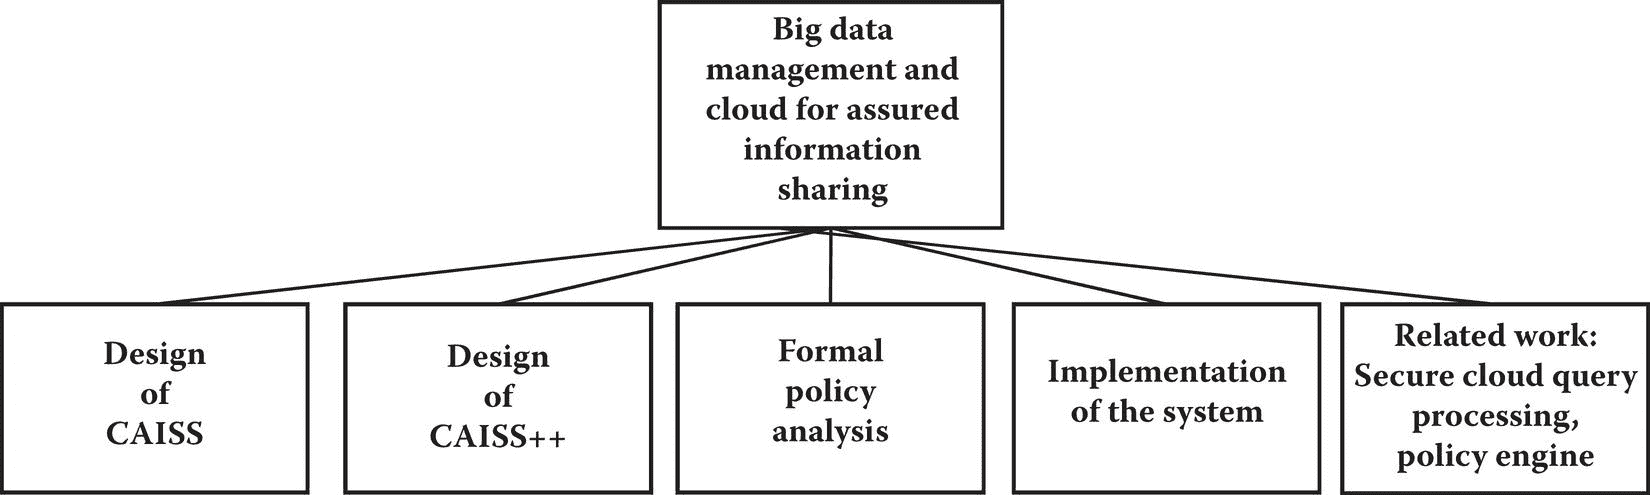 Big data
management and
cloud for assured
information
sharing
Design
of
CAISS
Design
of
CAISS++
Formal
policy
analysis
Implementation
of the system
Related work:
Secure cloud query
processing,
policy engine